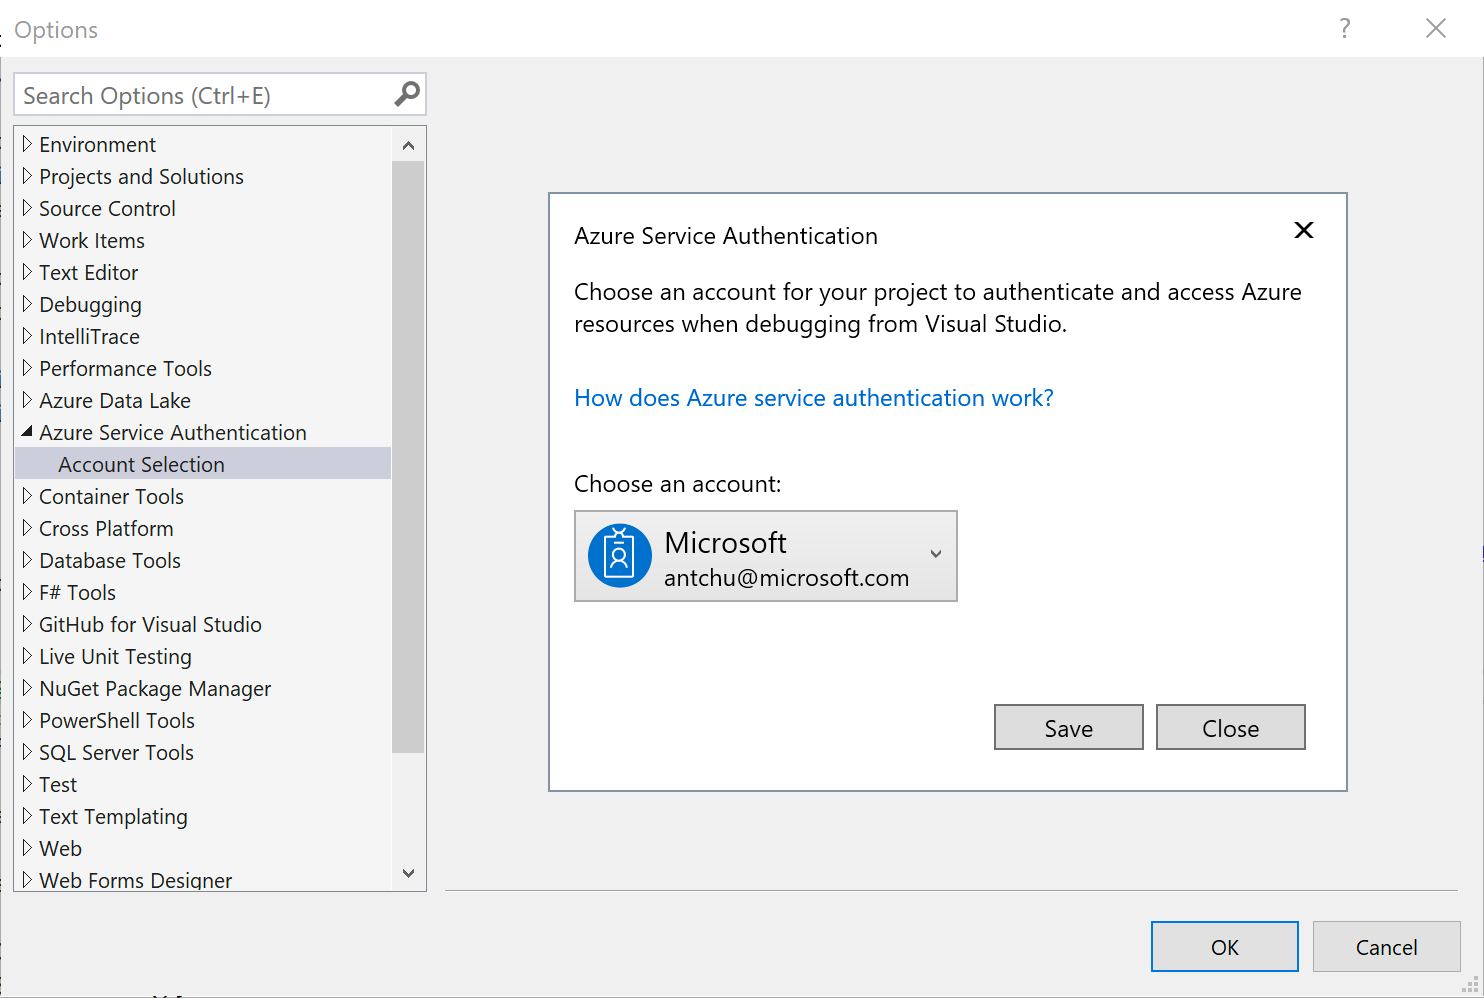 Options
?
Search Options (Ctrl+E)
Environment
Projects and Solutions
Source Control
Work Items
Text Editor
Debugging
IntelliTrace
Performance Tools
Azure Data Lake
Azure Service Authentication
Account Selection
Container Tools
Cross Platform
Database Tools
F# Tools
GitHub for Visual Studio
Live Unit Testing
NuGet Package Manager
PowerShell Tools
SQL Server Tools
Test
Text Templating
Web
Web Forms Designer
Azure Service Authentication
Choose an account for your project to authenticate and access Azure
resources when debugging from Visual Studio.
How does Azure service authentication work?
Choose an account:
Microsoft
antchu@microsoft.com
Save
Close
OK
Cancel